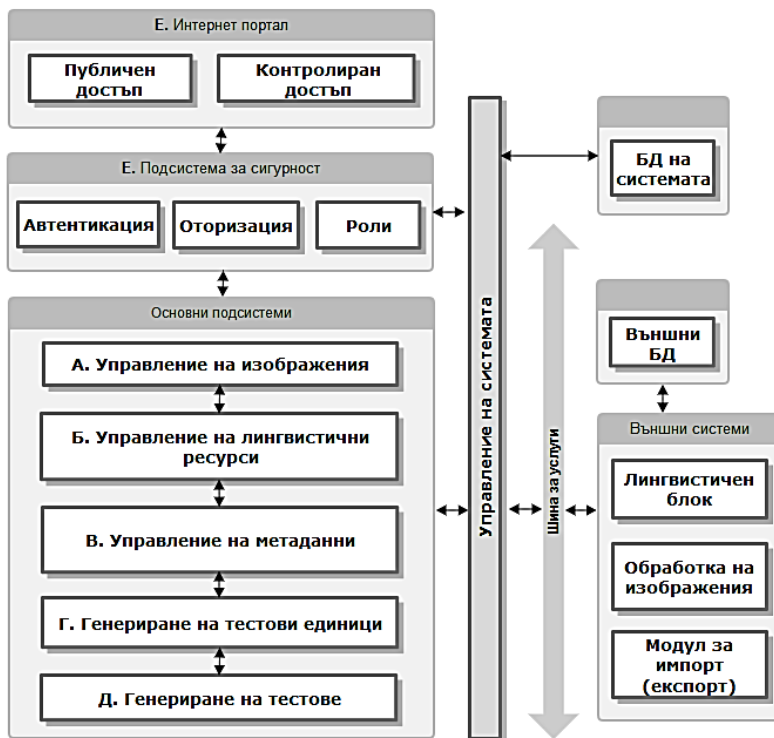 Е. Интернет портал
Публичен
достъп
Контролиран
достъп
Е. Подсистема за сигурност
Автентикация
Оторизация
Роли
Основни подсистеми
А. Управление на изображения
Б. Управление на лингвистични
ресурси
В. Управление на метаданни
Г. Генериране на тестови единици
Д. Генериране на тестове
Управление на системата
Шина за услуги
БД на
системата
Външни
БД
Външни системи
Лингвистичен
блок
Обработка на
изображения
Модул за
импорт
(експорт)